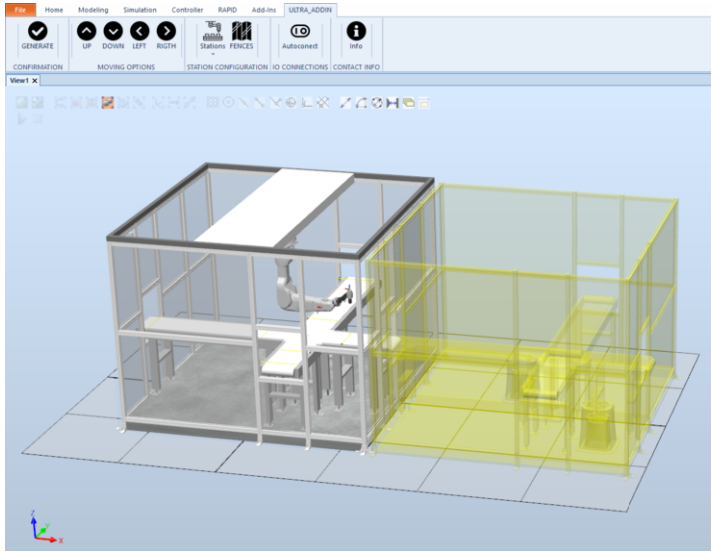 File Home Modeling Simulation Controller RAPID Add-Ins ULTRA_ADDIN
GENERATE UP DOWN LEFT RIGTH Stations FENCES Autoconect Info
CONFIRMATION MOVING OPTIONS STATION CONFIGURATION IO CONNECTIONS CONTACT INFO
View1 X
Z
Y
X